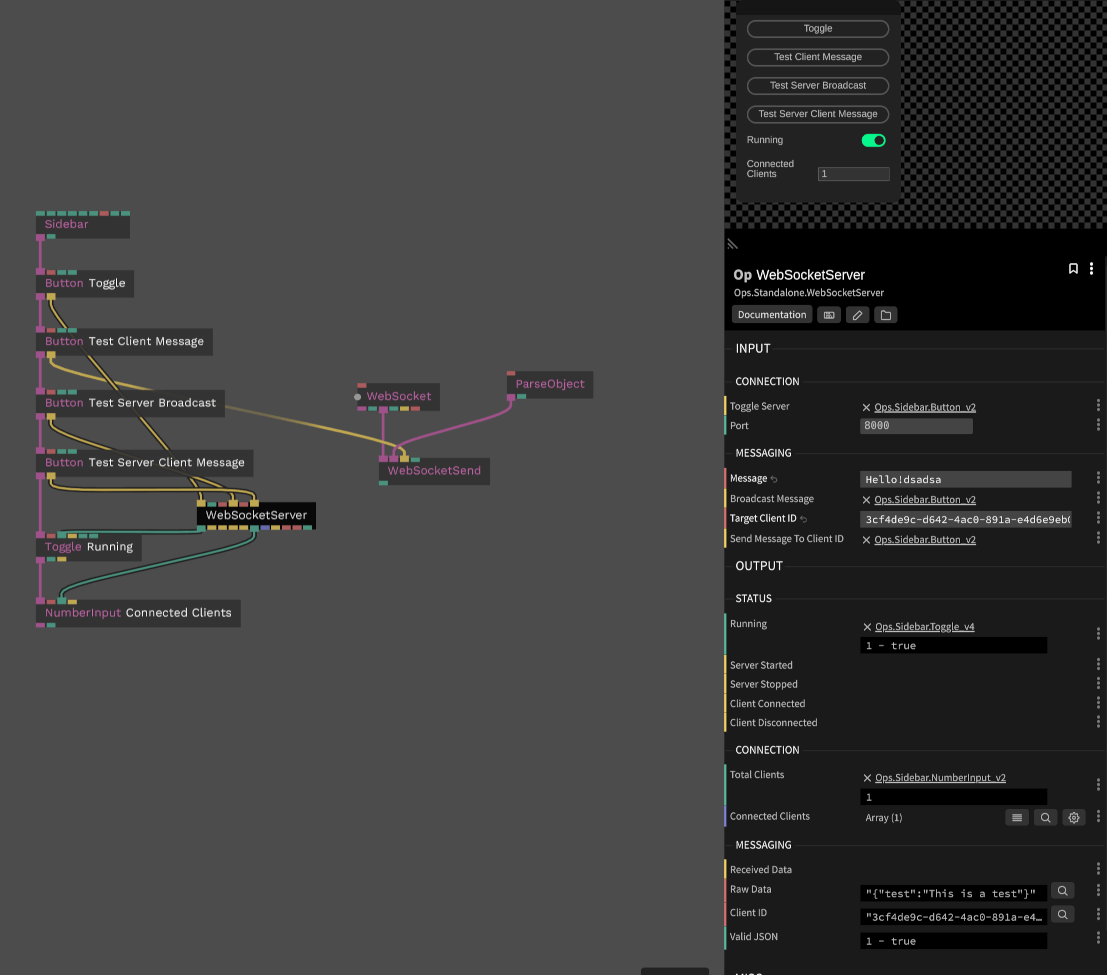 Toggle
Test Client Message
Test Server Broadcast
Test Server Client Message
Running
Connected
Clients
1
Sidebar
Button Toggle
Button Test Client Message
Button Test Server Broadcast
Button Test Server Client Message
WebSocketServer
Toggle Running
NumberInput Connected Clients
WebSocket
ParseObject
WebSocketSend
Op WebSocketServer
Ops.Standalone.WebSocketServer
Documentation
INPUT
CONNECTION
Toggle Server Ops.Sidebar.Button_v2
Port 8000
MESSAGING
Message Hello!dsadsa
Broadcast Message Ops.Sidebar.Button_v2
Target Client ID 3cf4de9c-d642-4ac0-891a-e4d6e9eb(
Send Message To Client ID Ops.Sidebar.Button_v2
OUTPUT
STATUS
Running Ops.Sidebar.Toggle_v4
1 - true
Server Started
Server Stopped
Client Connected
Client Disconnected
CONNECTION
Total Clients Ops.Sidebar.NumberInput_v2
1
Connected Clients Array (1)
MESSAGING
Received Data
Raw Data "{"test":"This is a test"}"
Client ID "3cf4de9c-d642-4ac0-891a-e4…
Valid JSON 1 - true